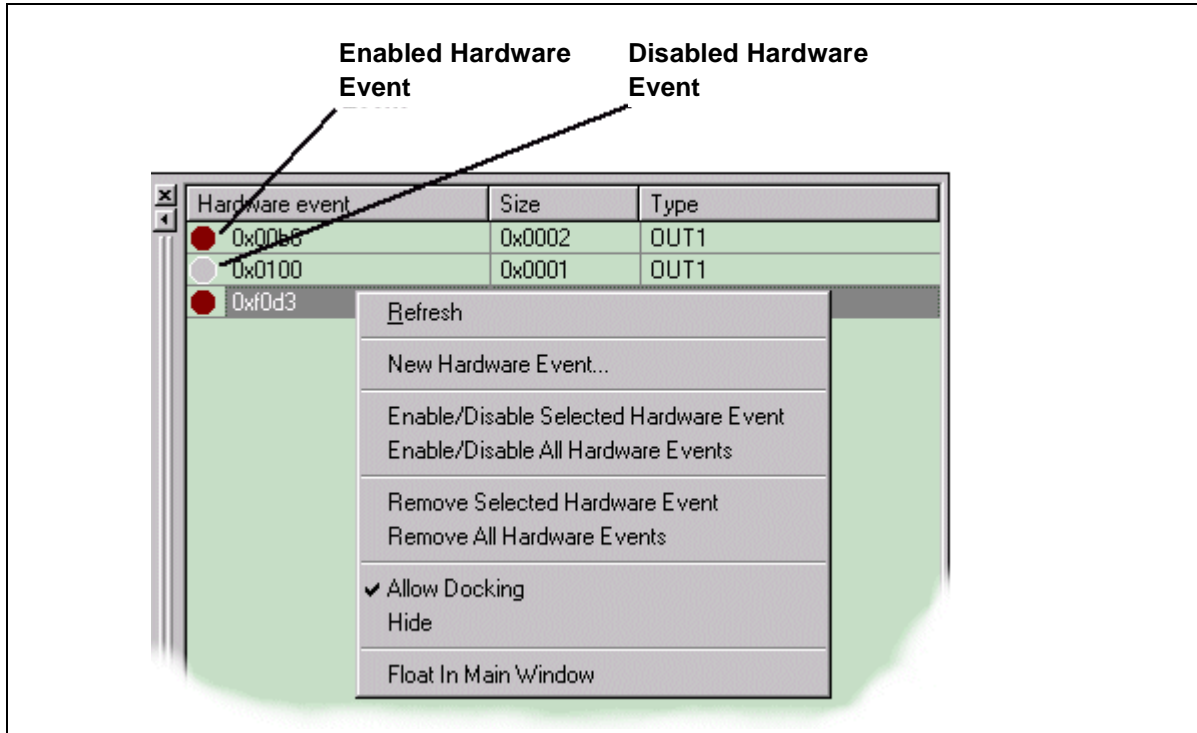 Enabled Hardware Event
Disabled Hardware Event
Hardware event Size Type
0x0002 OUT1
0x0100 0x0001 OUT1
0xf0d3
Refresh
New Hardware Event...
Enable/Disable Selected Hardware Event
Enable/Disable All Hardware Events
Remove Selected Hardware Event
Remove All Hardware Events
Allow Docking
Hide
Float In Main Window